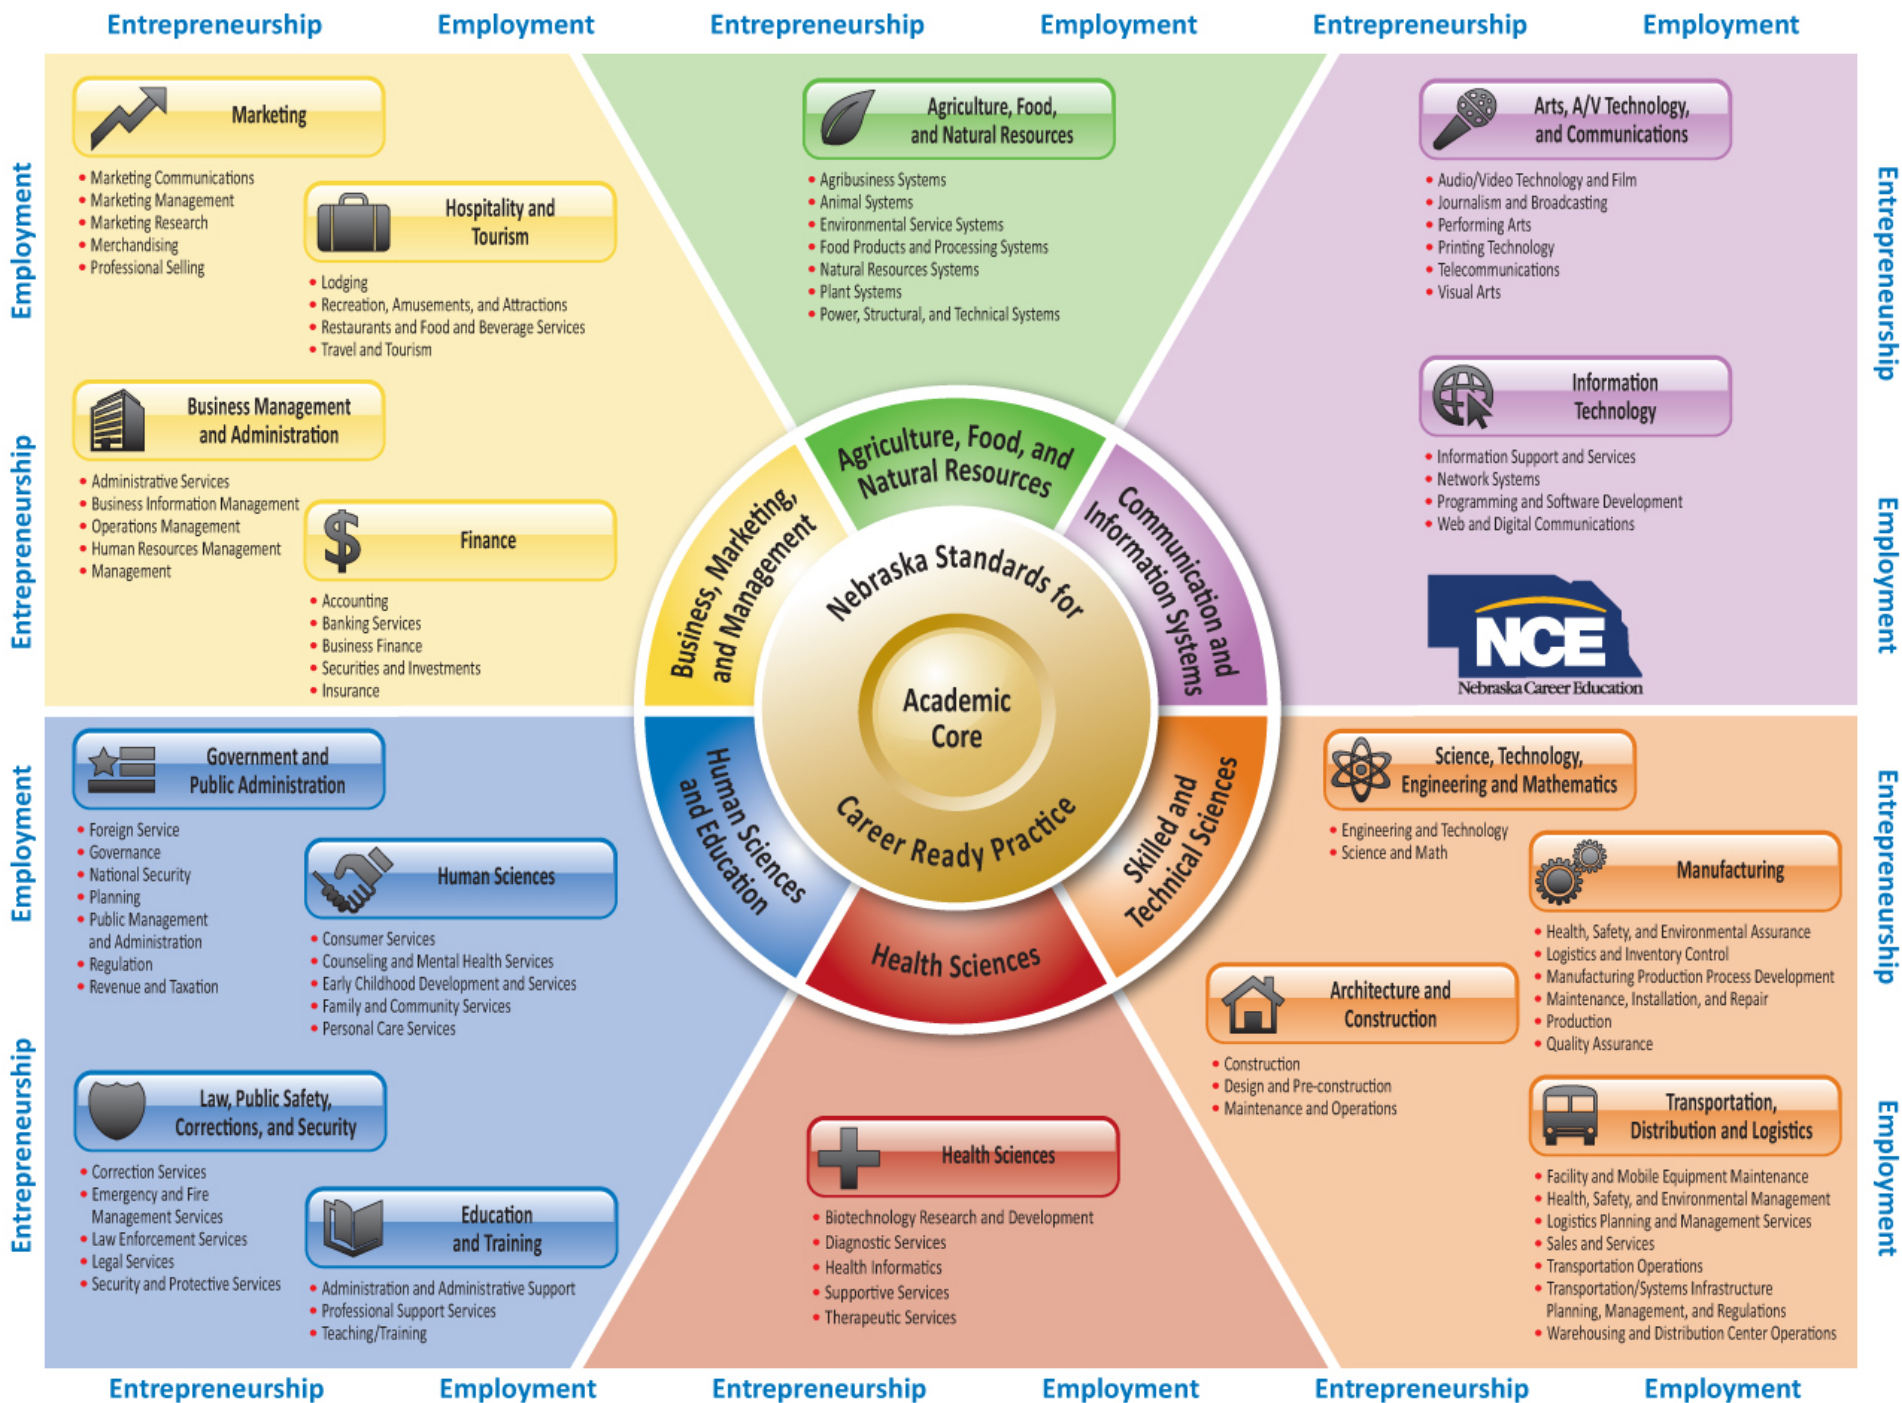 Entrepreneurship
Employment
Entrepreneurship
Employment
Entrepreneurship
Employment
Employment
Entrepreneurship
Marketing
• Marketing Communications
• Marketing Management
• Marketing Research
• Merchandising
• Professional Selling
Hospitality and
Tourism
• Lodging
• Recreation, Amusements, and Attractions
• Restaurants and Food and Beverage Services
• Travel and Tourism
Business Management
and Administration
• Administrative Services
• Business Information Management
• Operations Management
• Human Resources Management
• Management
Finance
• Accounting
• Banking Services
• Business Finance
• Securities and Investments
• Insurance
Agriculture, Food,
and Natural Resources
• Agribusiness Systems
• Animal Systems
• Environmental Service Systems
• Food Products and Processing Systems
• Natural Resources Systems
• Plant Systems
• Power, Structural, and Technical Systems
Arts, A/V Technology,
and Communications
• Audio/Video Technology and Film
• Journalism and Broadcasting
• Performing Arts
• Printing Technology
• Telecommunications
• Visual Arts
Information
Technology
• Information Support and Services
• Network Systems
• Programming and Software Development
• Web and Digital Communications
NCE
Nebraska Career Education
Entrepreneurship
Employment
Business, Marketing,
and Management
Agriculture, Food, and
Natural Resources
Communication and
Information Systems
Nebraska Standards for
Academic
Core
Career Ready Practice
Human Sciences
and Education
Health Sciences
Skilled and
Technical Sciences
Employment
Entrepreneurship
Government and
Public Administration
• Foreign Service
• Governance
• National Security
• Planning
• Public Management
and Administration
• Regulation
• Revenue and Taxation
Human Sciences
• Consumer Services
• Counseling and Mental Health Services
• Early Childhood Development and Services
• Family and Community Services
• Personal Care Services
Law, Public Safety,
Corrections, and Security
• Correction Services
• Emergency and Fire
Management Services
• Law Enforcement Services
• Legal Services
• Security and Protective Services
Education
and Training
• Administration and Administrative Support
• Professional Support Services
• Teaching/Training
Health Sciences
• Biotechnology Research and Development
• Diagnostic Services
• Health Informatics
• Supportive Services
• Therapeutic Services
Science, Technology,
Engineering and Mathematics
• Engineering and Technology
• Science and Math
Manufacturing
• Health, Safety, and Environmental Assurance
• Logistics and Inventory Control
• Manufacturing Production Process Development
• Maintenance, Installation, and Repair
• Production
• Quality Assurance
Architecture and
Construction
• Construction
• Design and Pre-construction
• Maintenance and Operations
Transportation,
Distribution and Logistics
• Facility and Mobile Equipment Maintenance
• Health, Safety, and Environmental Management
• Logistics Planning and Management Services
• Sales and Services
• Transportation Operations
• Transportation/Systems Infrastructure
Planning, Management, and Regulations
• Warehousing and Distribution Center Operations
Entrepreneurship
Employment
Entrepreneurship
Employment
Entrepreneurship
Employment
Entrepreneurship
Employment